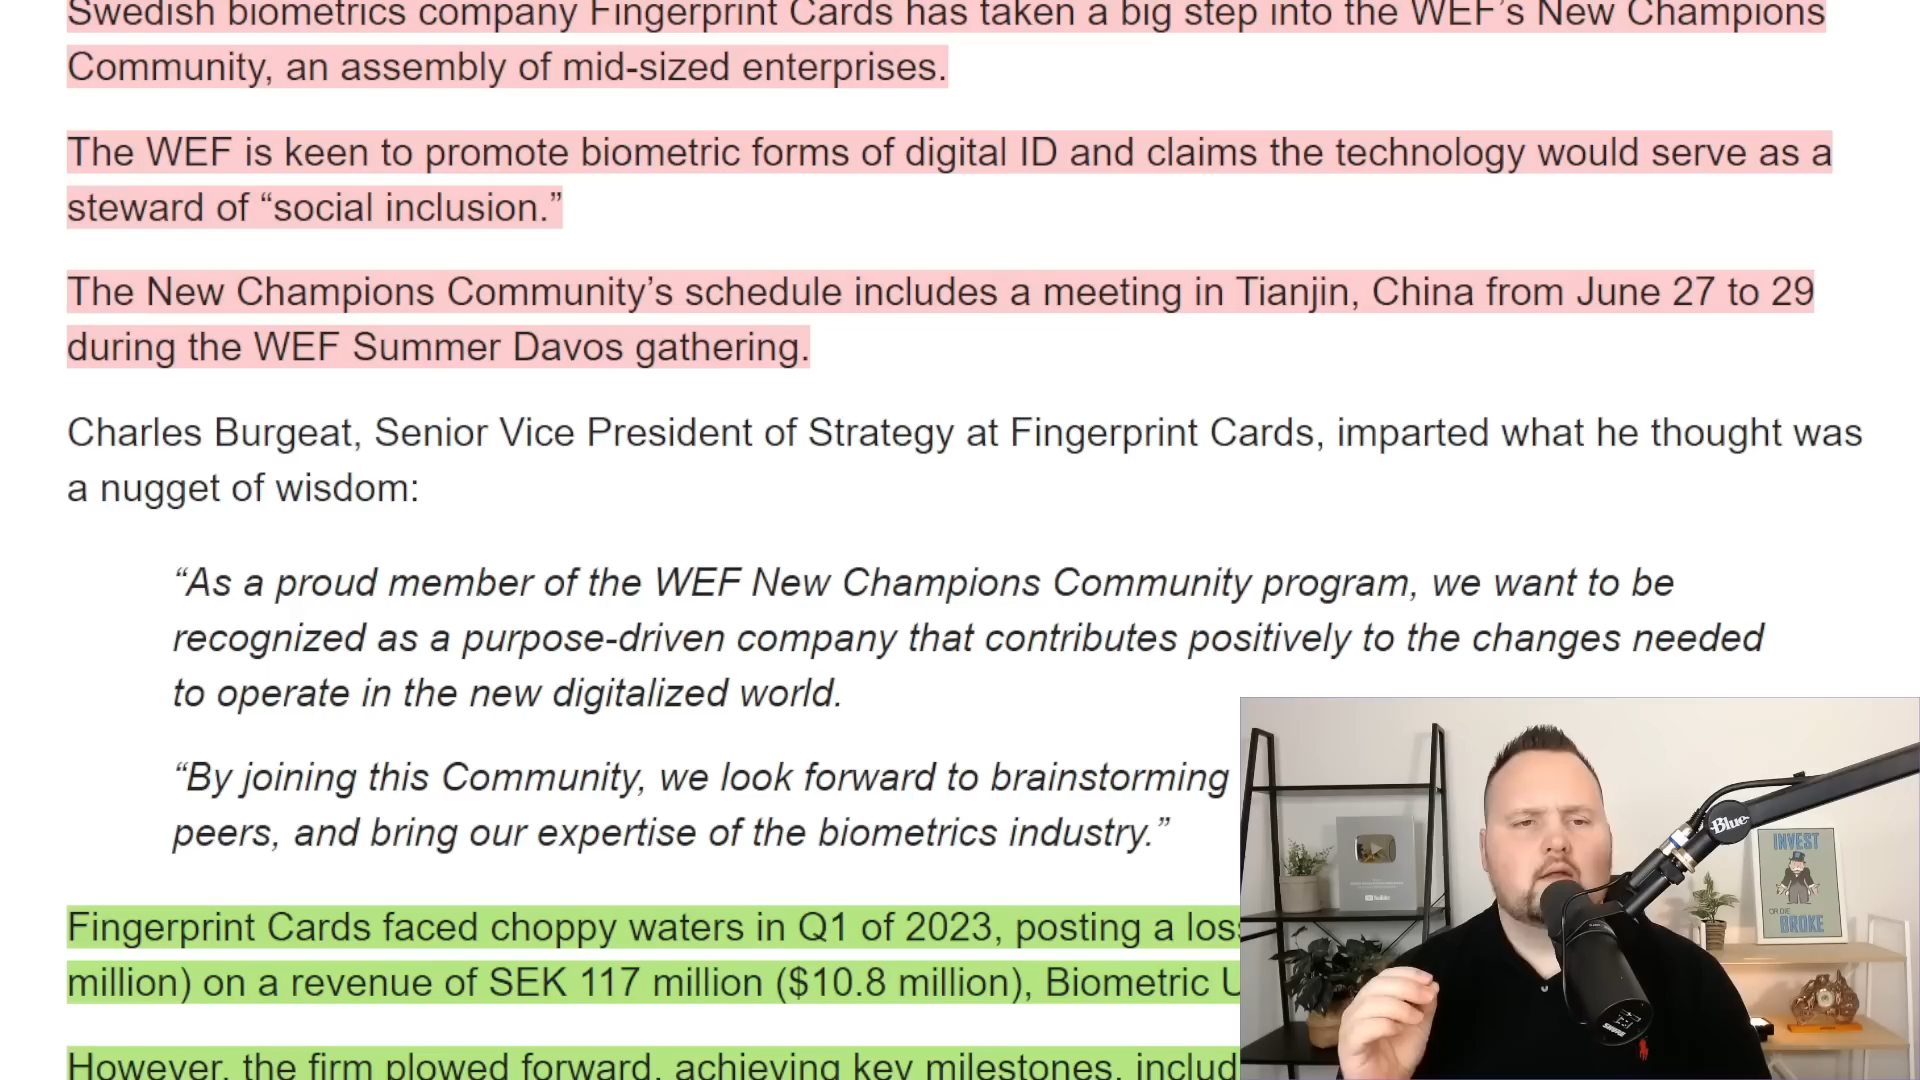 Swedish biometrics company Fingerprint Cards has taken a big step into the WEF’s New Champions
Community, an assembly of mid-sized enterprises.
The WEF is keen to promote biometric forms of digital ID and claims the technology would serve as a
steward of “social inclusion.”
The New Champions Community’s schedule includes a meeting in Tianjin, China from June 27 to 29
during the WEF Summer Davos gathering.
Charles Burgeat, Senior Vice President of Strategy at Fingerprint Cards, imparted what he thought was
a nugget of wisdom:
“As a proud member of the WEF New Champions Community program, we want to be
recognized as a purpose-driven company that contributes positively to the changes needed
to operate in the new digitalized world.
“By joining this Community, we look forward to brainstorming
peers, and bring our expertise of the biometrics industry.”
Fingerprint Cards faced choppy waters in Q1 of 2023, posting a los
million) on a revenue of SEK 117 million ($10.8 million), Biometric U
However, the firm plowed forward, achieving key milestones, includ
Blue
INVEST
OR DIE
BROKE
YouTube
SHURE